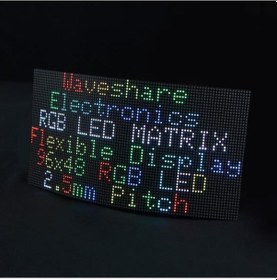 Waveshare
Electronics
RGB LED MATRIX
Flexible Display
96x48 RGB LED
2.5mm Pitch